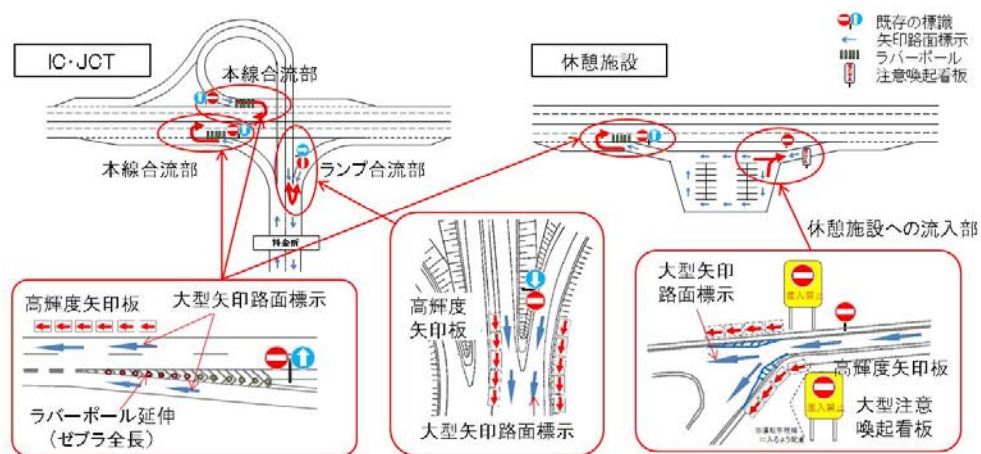 IC・JCT
本線合流部
本線合流部
ランプ合流部
料金所
休憩施設
既存の標識
矢印路面標示
ラバーポール
注意喚起看板
休憩施設への流入部
高輝度矢印板
大型矢印路面標示
ラバーポール延伸
(ゼブラ全長)
高輝度
矢印板
大型矢印路面標示
大型矢印
路面標示
進入禁止
高輝度矢印板
進入禁止
大型注意
喚起看板